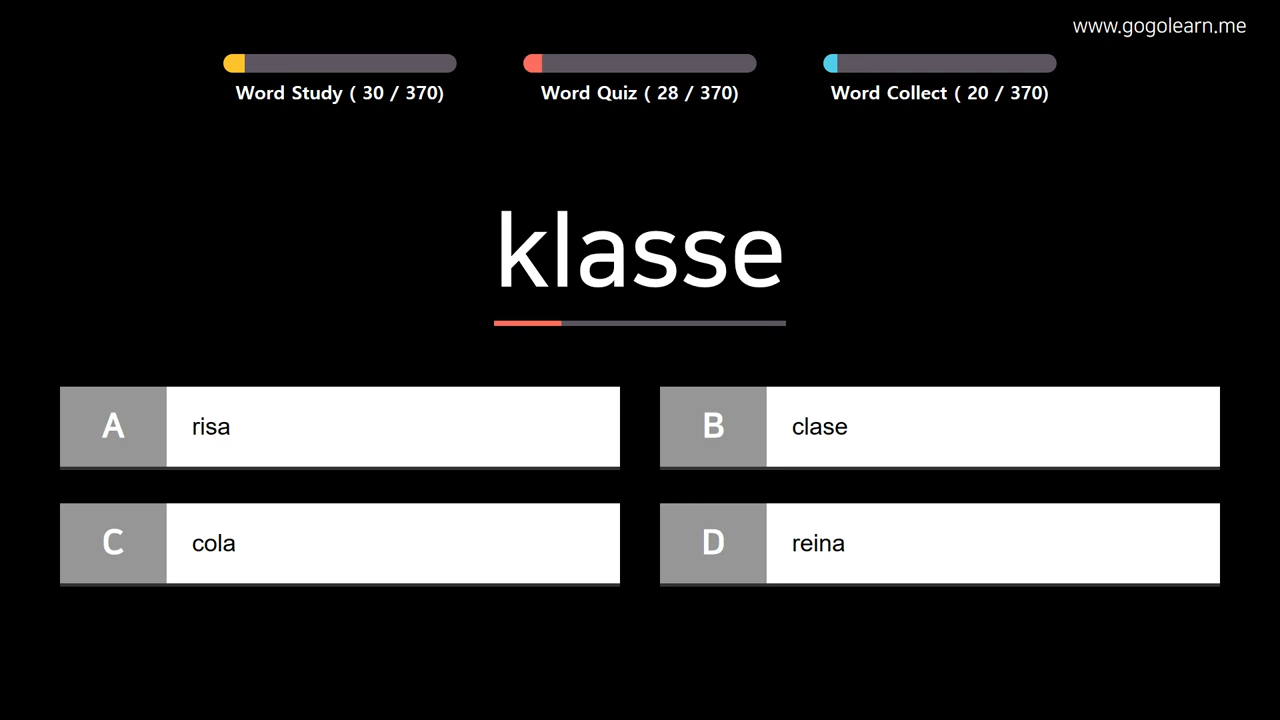 www.gogolearn.me
Word Study ( 30 / 370)
Word Quiz ( 28 / 370)
Word Collect ( 20 / 370)
klasse
A risa
B clase
C cola
D reina